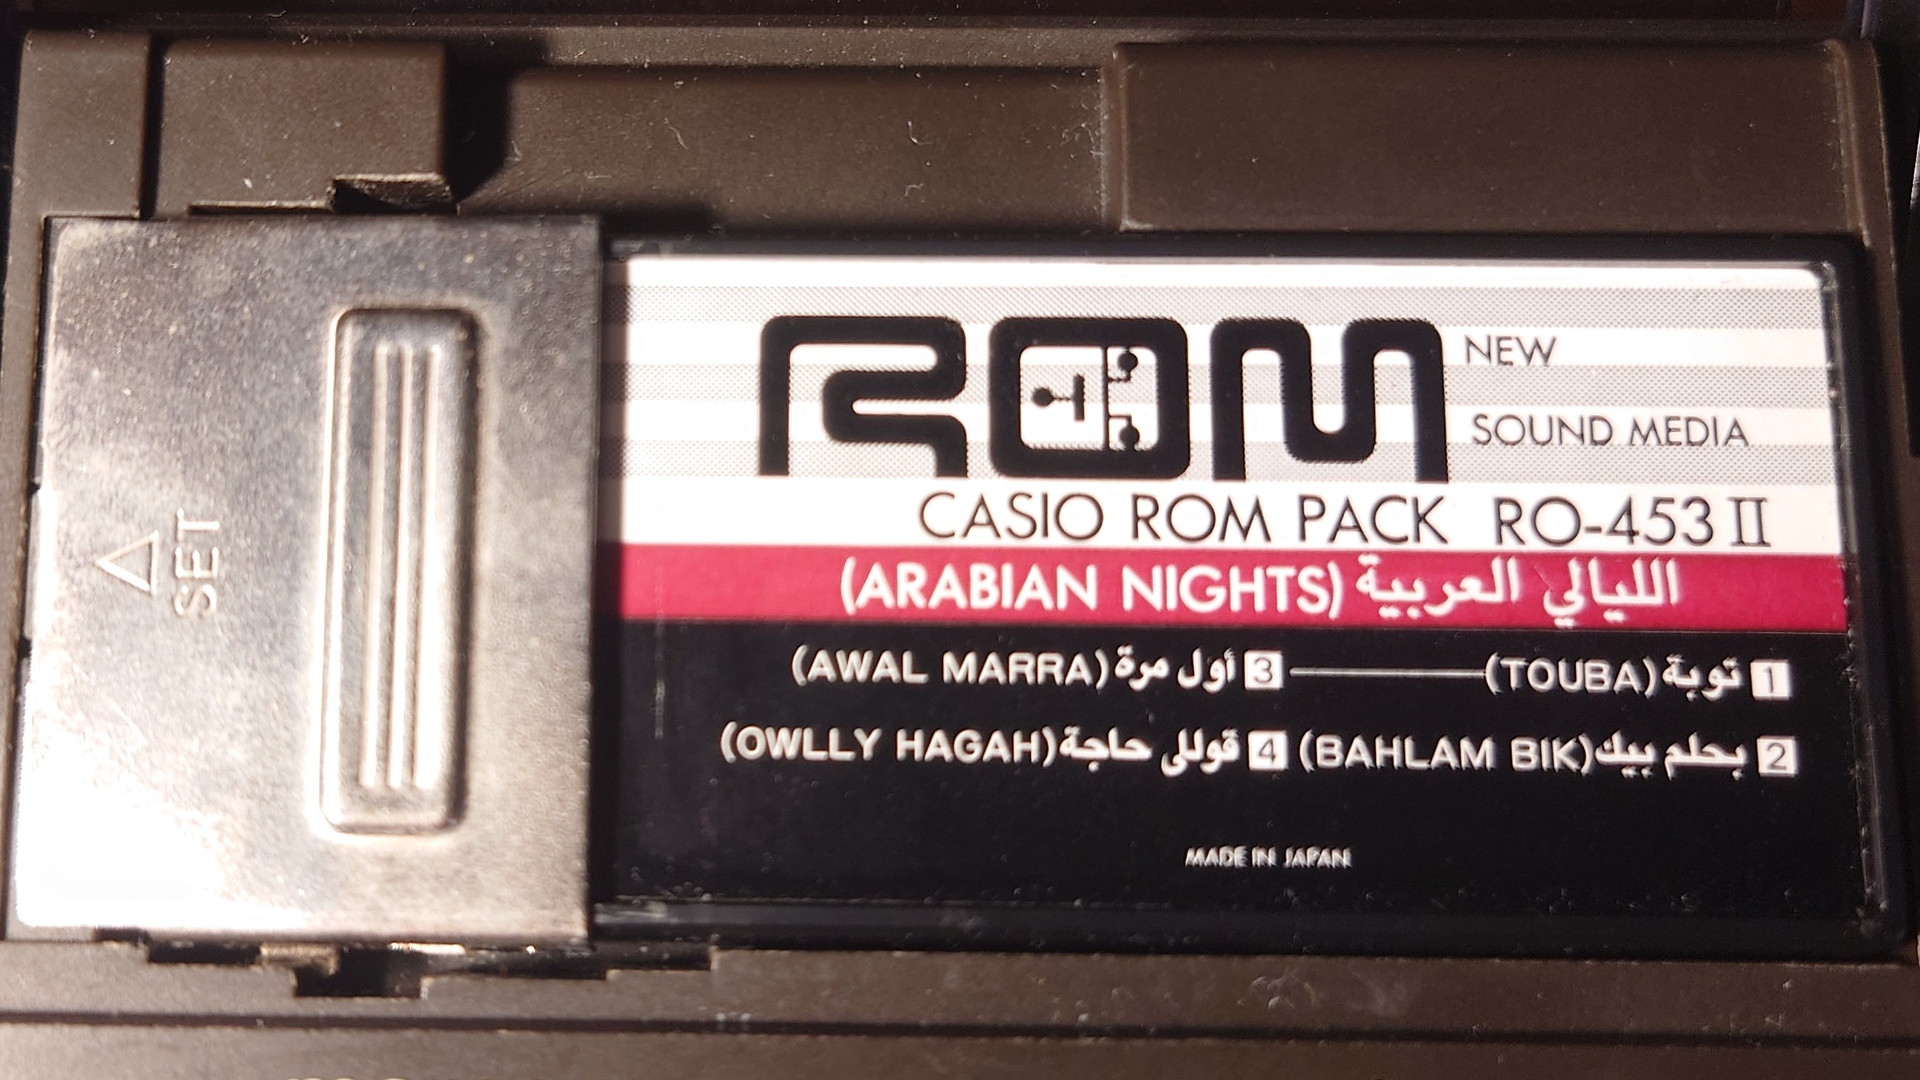 ROM NEW
SOUND MEDIA
CASIO ROM PACK RO-453 II
الليالي العربية (ARABIAN NIGHTS)
1 توبة (TOUBA) 3 أول مرة (AWAL MARRA)
2 بحلم بيك (BAHLAM BIK) 4 قوللى حاجة (OWLLY HAGAH)
MADE IN JAPAN
△
SET